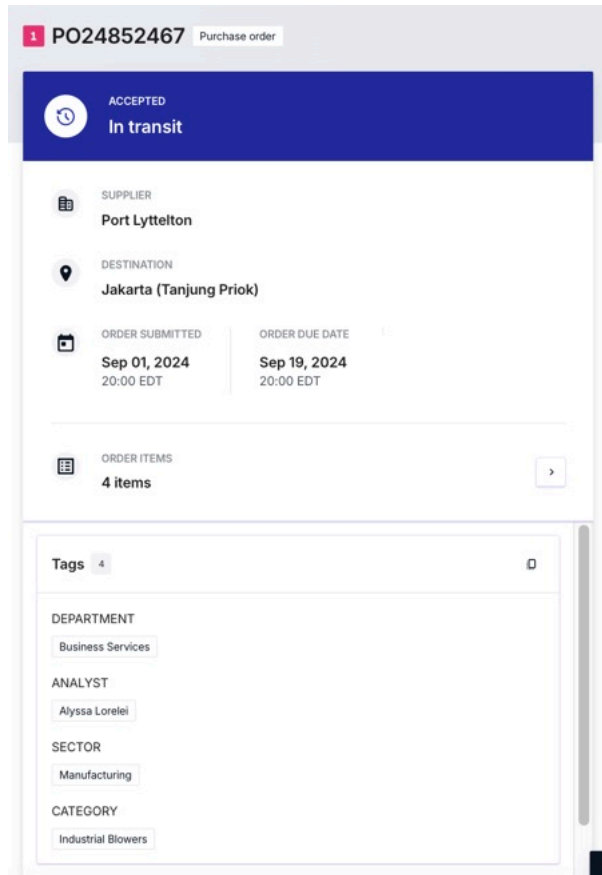 1 PO24852467 Purchase order
ACCEPTED
In transit
SUPPLIER
Port Lyttelton
DESTINATION
Jakarta (Tanjung Priok)
ORDER SUBMITTED ORDER DUE DATE
Sep 01, 2024 Sep 19, 2024
20:00 EDT 20:00 EDT
ORDER ITEMS
4 items
Tags 4
DEPARTMENT
Business Services
ANALYST
Alyssa Lorelei
SECTOR
Manufacturing
CATEGORY
Industrial Blowers